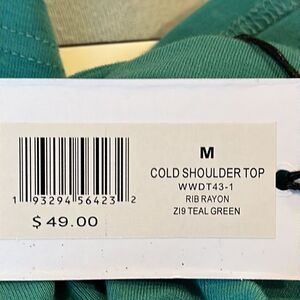 M
COLD SHOULDER TOP
WWDT43-1
RIB RAYON
ZI9 TEAL GREEN
1 93294 56423 2
$49.00